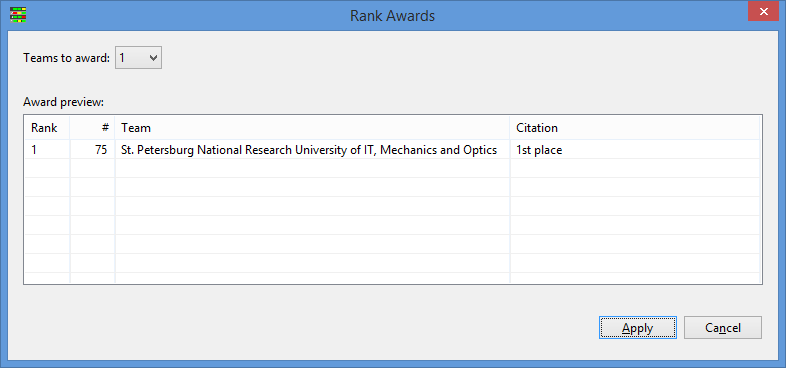 Rank Awards
Teams to award: 1
Award preview:
Rank # Team Citation
1 75 St. Petersburg National Research University of IT, Mechanics and Optics 1st place
Apply Cancel